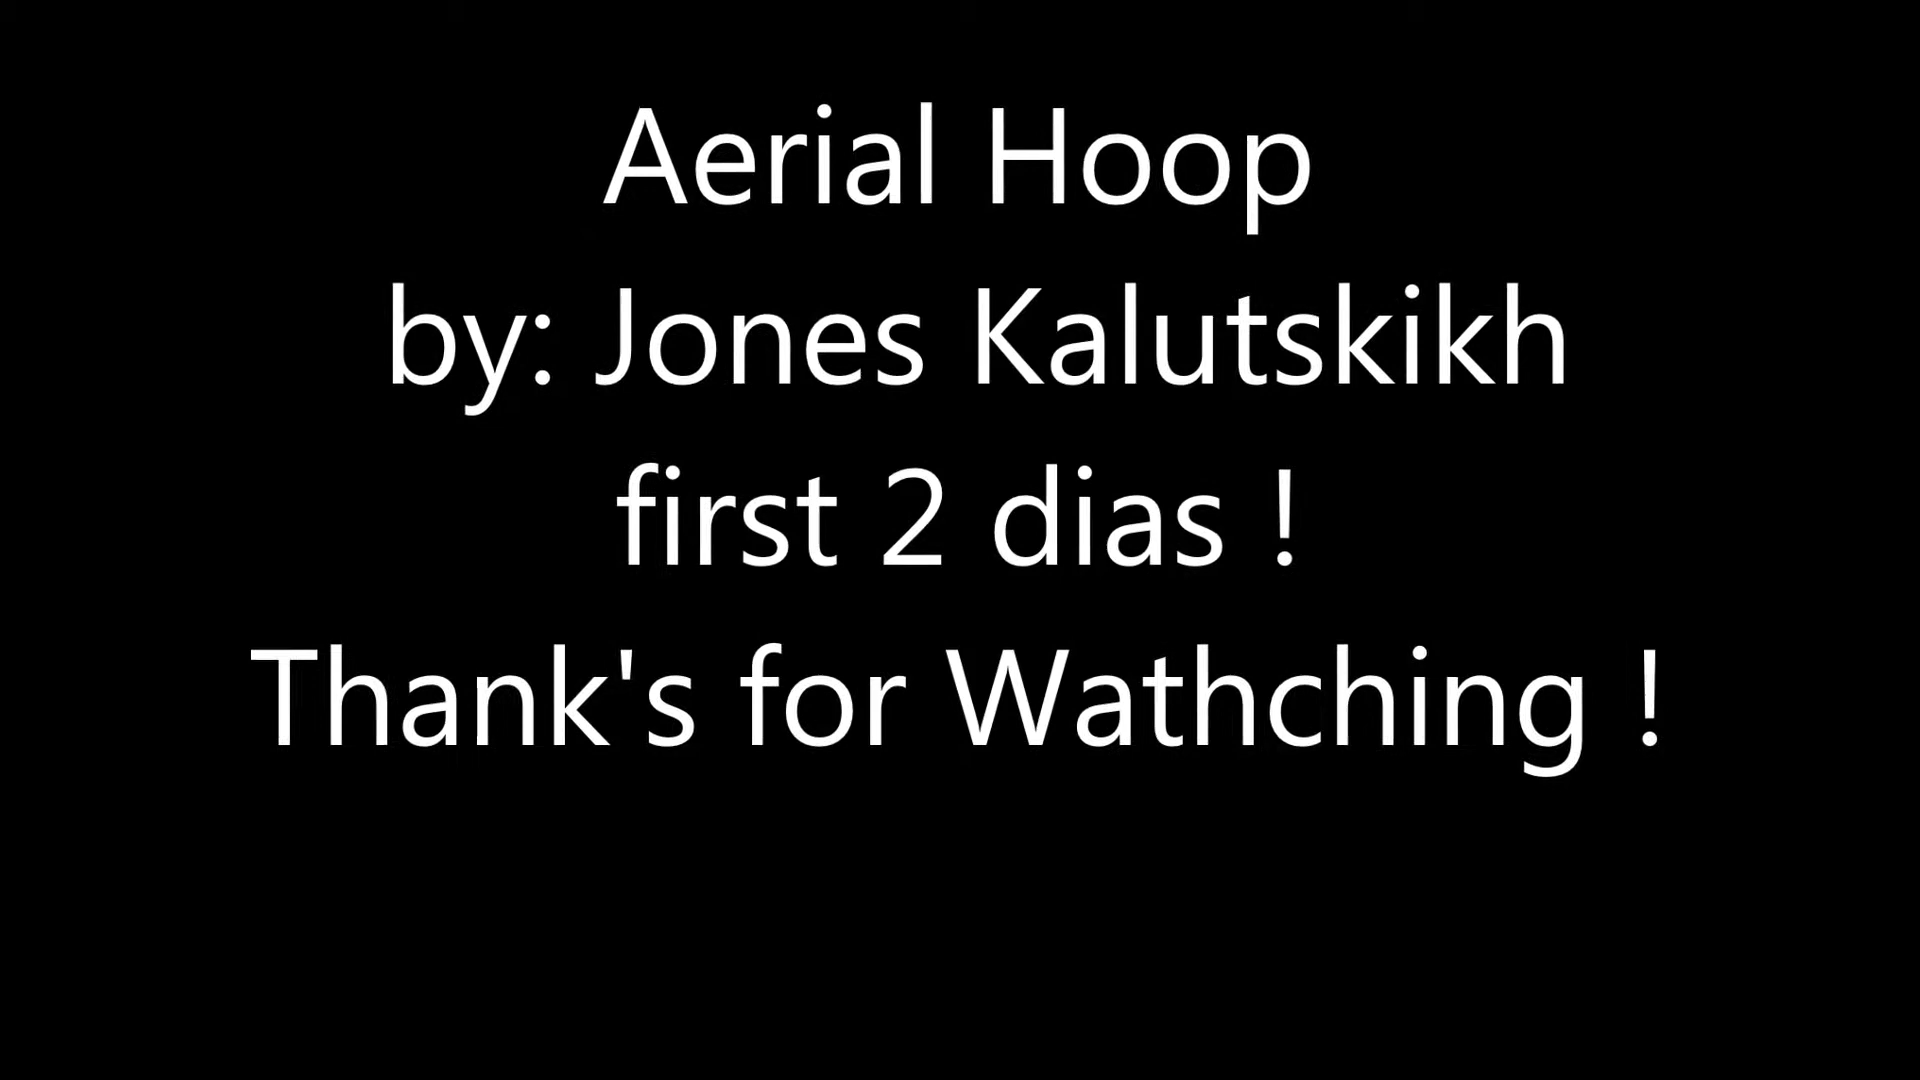 Aerial Hoop
by: Jones Kalutskikh
first 2 dias !
Thank's for Wathching !